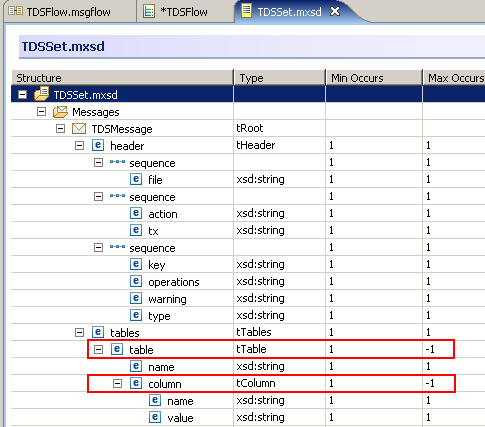 TDSFlow.msgflow *TDSFlow TDSSet.mxsd
TDSSet.mxsd
Structure Type Min Occurs Max Occurs
TDSSet.mxsd
Messages
TDSMessage tRoot
header tHeader 1 1
sequence 1 1
file xsd:string 1 1
sequence 1 1
action xsd:string 1 1
tx xsd:string 1 1
sequence 1 1
key xsd:string 1 1
operations xsd:string 1 1
warning xsd:string 1 1
type xsd:string 1 1
tables tTables 1 1
table tTable 1 -1
name xsd:string 1 1
column tColumn 1 -1
name xsd:string 1 1
value xsd:string 1 1